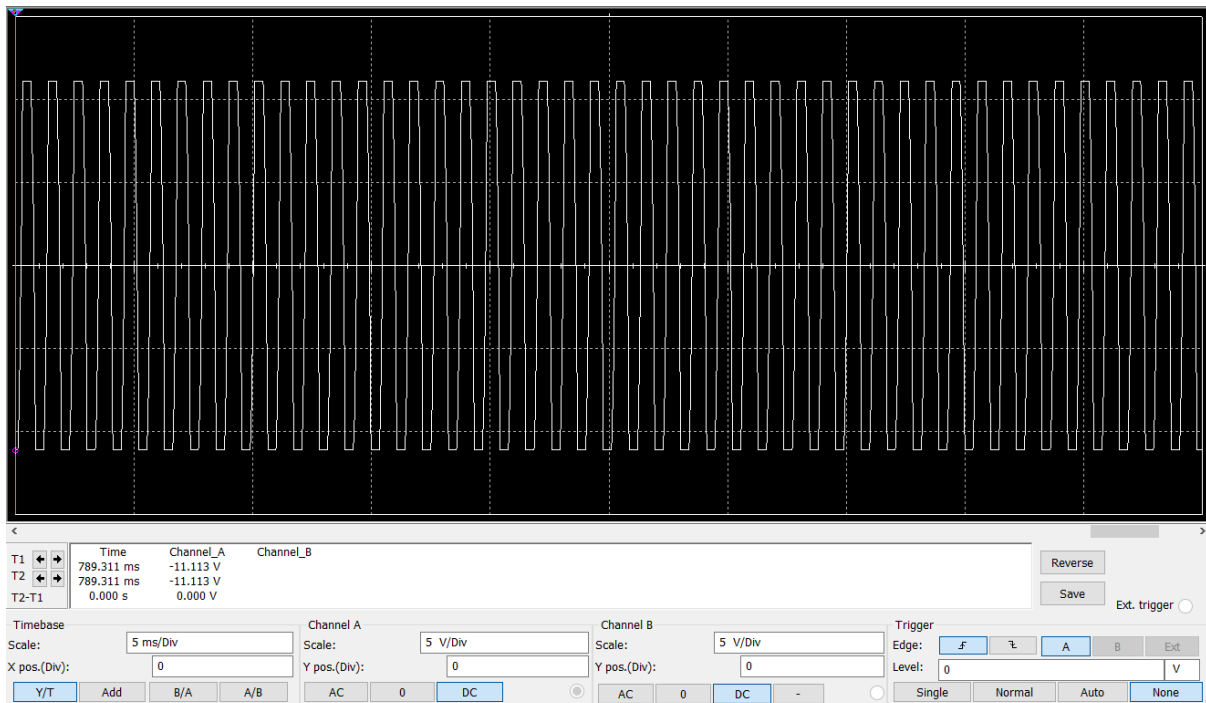 Time Channel_A Channel_B
T1 789.311 ms -11.113 V
T2 789.311 ms -11.113 V
T2-T1 0.000 s 0.000 V
Reverse
Save
Ext. trigger
Timebase
Scale: 5 ms/Div
X pos.(Div): 0
Y/T Add B/A A/B
Channel A
Scale: 5 V/Div
Y pos.(Div): 0
AC 0 DC
Channel B
Scale: 5 V/Div
Y pos.(Div): 0
AC 0 DC -
Trigger
Edge: A B Ext
Level: 0 V
Single Normal Auto None